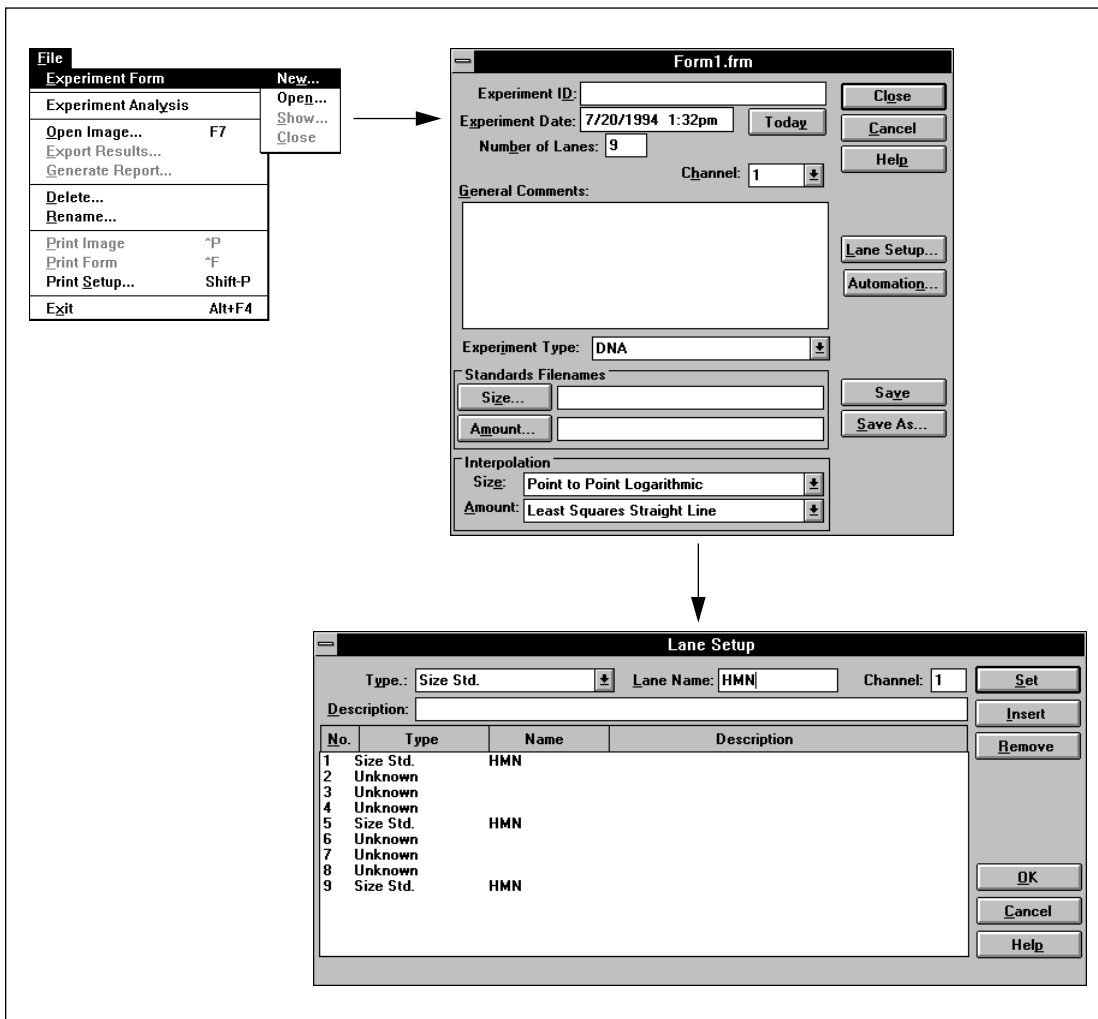 File
Experiment Form
Experiment Analysis
Open Image... F7
Export Results...
Generate Report...
Delete...
Rename...
Print Image ^P
Print Form ^F
Print Setup... Shift-P
Exit Alt+F4
New...
Open...
Show...
Close
Form1.frm
Experiment ID:
Experiment Date: 7/20/1994 1:32pm Today
Number of Lanes: 9
Channel: 1
General Comments:
Experiment Type: DNA
Standards Filenames
Size...
Amount...
Interpolation
Size: Point to Point Logarithmic
Amount: Least Squares Straight Line
Close
Cancel
Help
Lane Setup...
Automation...
Save
Save As...
Lane Setup
Type.: Size Std. Lane Name: HMN Channel: 1
Description:
No. Type Name Description
1 Size Std. HMN
2 Unknown
3 Unknown
4 Unknown
5 Size Std. HMN
6 Unknown
7 Unknown
8 Unknown
9 Size Std. HMN
Set
Insert
Remove
OK
Cancel
Help